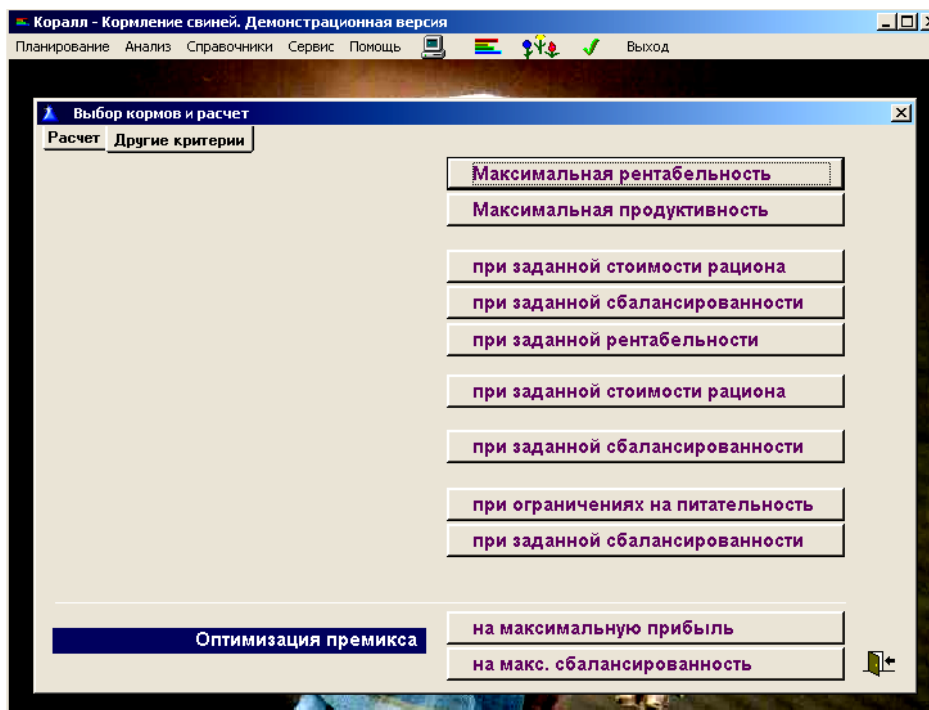 Коралл - Кормление свиней. Демонстрационная версия
Планирование Анализ Справочники Сервис Помощь Выход
Выбор кормов и расчет
Расчет Другие критерии
Максимальная рентабельность
Максимальная продуктивность
при заданной стоимости рациона
при заданной сбалансированности
при заданной рентабельности
при заданной стоимости рациона
при заданной сбалансированности
при ограничениях на питательность
при заданной сбалансированности
Оптимизация премикса
на максимальную прибыль
на макс. сбалансированность